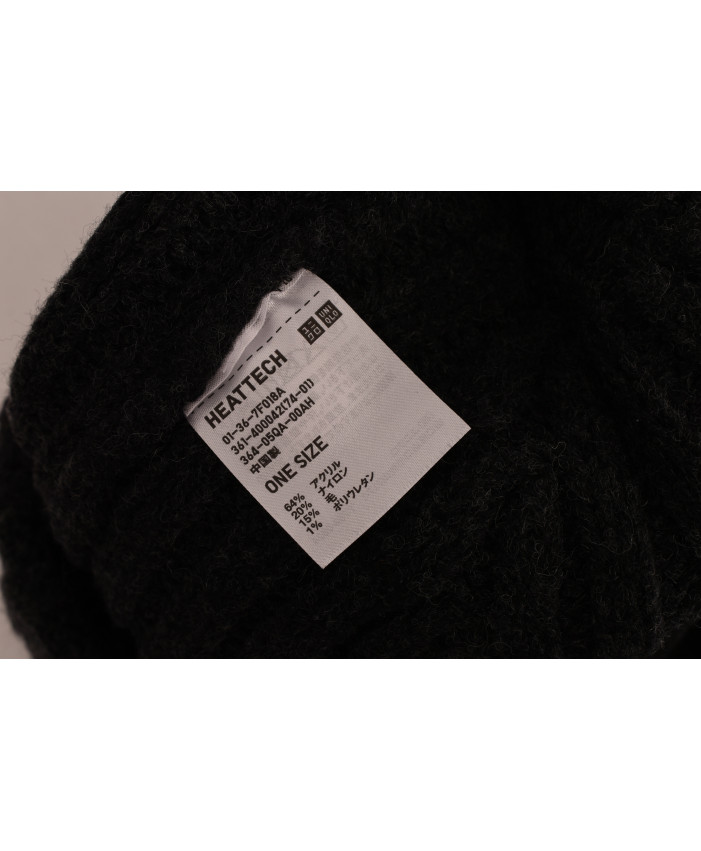 ユニクロ
UNIQLO
HEATTECH
01-36-7F018A
361-400042(74-01)
364-05QA-00AH
中国製
ONE SIZE
64% アクリル
20% ナイロン
15% 毛
1% ポリウレタン